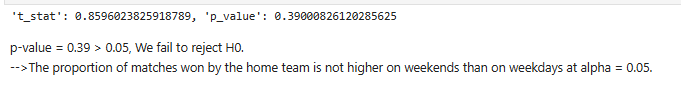 't_stat': 0.8596023825918789, 'p_value': 0.39000826120285625
p-value = 0.39 > 0.05, We fail to reject H0.
-->The proportion of matches won by the home team is not higher on weekends than on weekdays at alpha = 0.05.